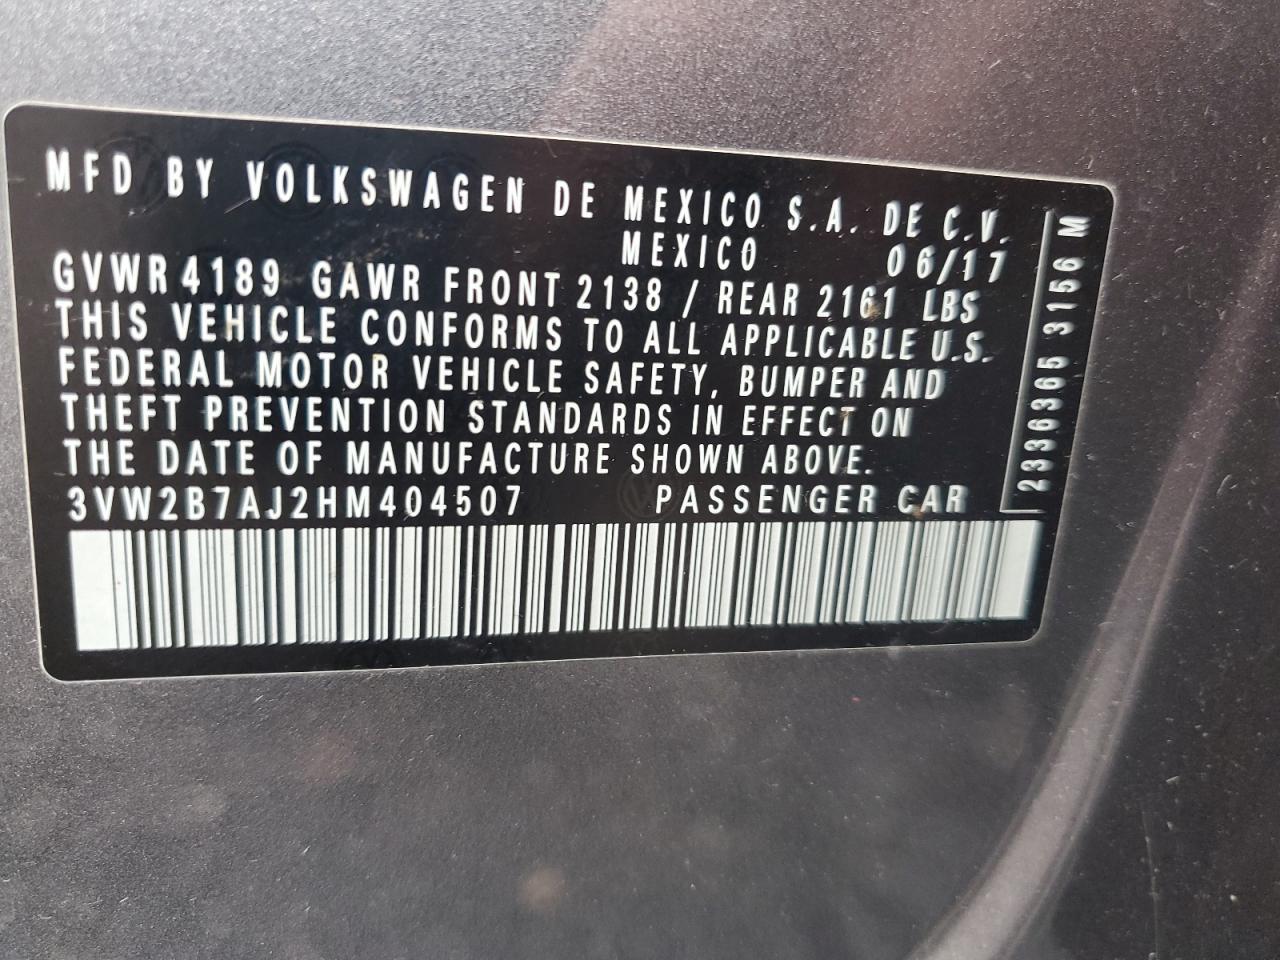 MFD BY VOLKSWAGEN DE MEXICO S.A. DE C.V.
MEXICO 06/17
GVWR 4189 GAWR FRONT 2138 / REAR 2161 LBS
THIS VEHICLE CONFORMS TO ALL APPLICABLE U.S.
FEDERAL MOTOR VEHICLE SAFETY, BUMPER AND
THEFT PREVENTION STANDARDS IN EFFECT ON
THE DATE OF MANUFACTURE SHOWN ABOVE.
3VW2B7AJ2HM404507 PASSENGER CAR
2336365 3156 M